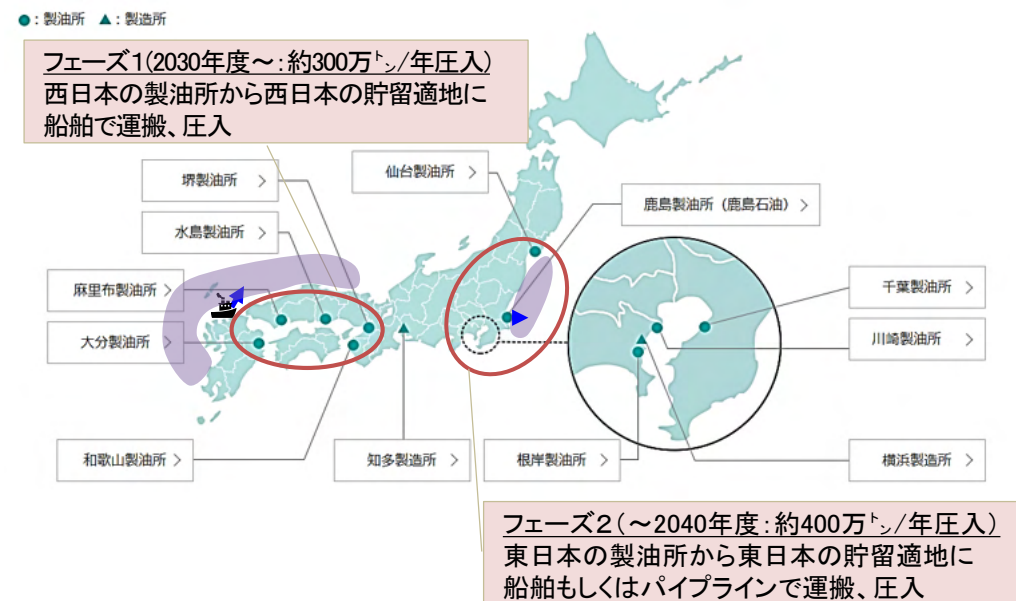 ●：製油所 ▲：製造所
フェーズ1(2030年度～：約300万㌧/年圧入)
西日本の製油所から西日本の貯留適地に
船舶で運搬、圧入
堺製油所 >
仙台製油所 >
鹿島製油所（鹿島石油）>
水島製油所 >
麻里布製油所 >
千葉製油所 >
大分製油所 >
川崎製油所 >
和歌山製油所 >
知多製造所 >
根岸製油所 >
横浜製造所 >
フェーズ２(～2040年度：約400万㌧/年圧入)
東日本の製油所から東日本の貯留適地に
船舶もしくはパイプラインで運搬、圧入